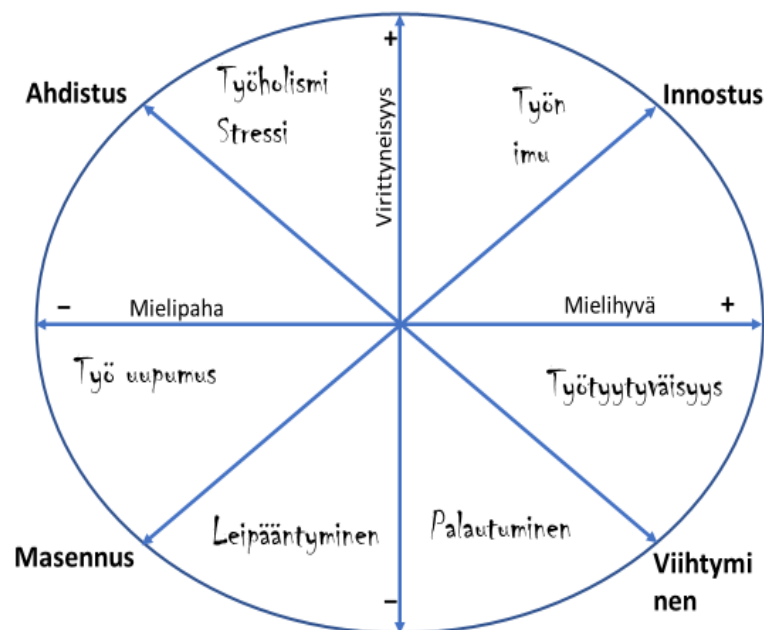 +
Ahdistus
Työholismi
Stressi
Virittyneisyys
Työn
imu
Innostus
–
Mielipaha
Mielihyvä
+
Työ uupumus
Työtyytyväisyys
Masennus
Leipääntyminen
Palautuminen
Viihtymi
nen
–